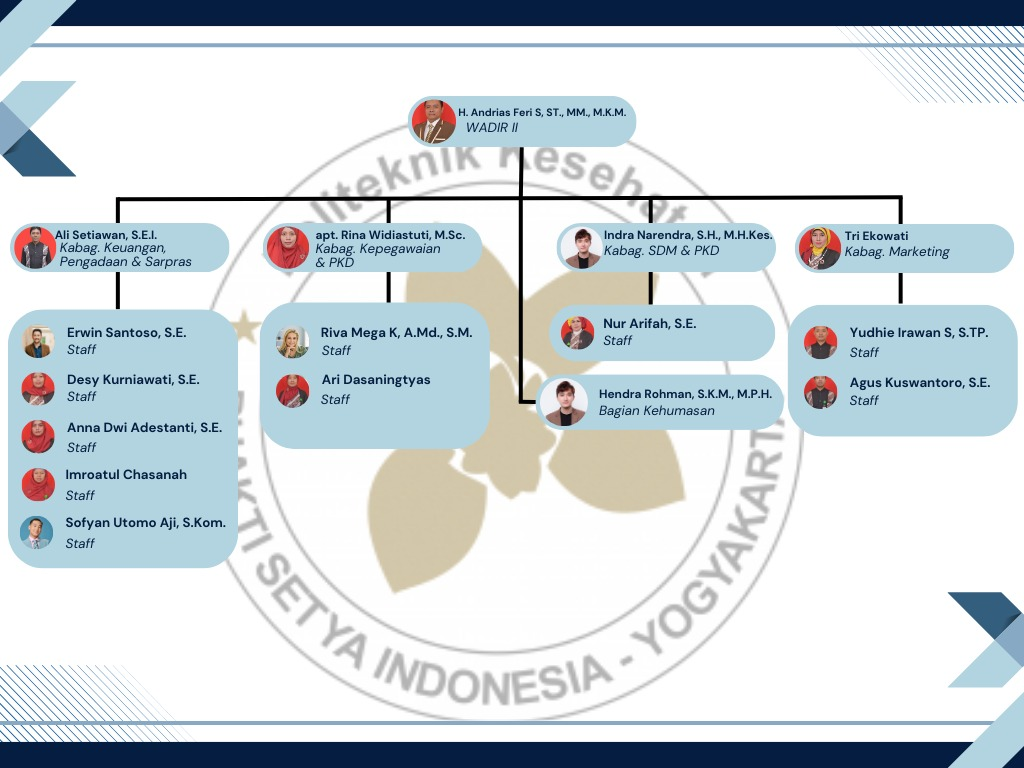 H. Andrias Feri S, ST., MM., M.K.M.
WADIR II
Ali Setiawan, S.E.I.
Kabag. Keuangan,
Pengadaan & Sarpras
apt. Rina Widiastuti, M.Sc.
Kabag. Kepegawaian
& PKD
Indra Narendra, S.H., M.H.Kes.
Kabag. SDM & PKD
Tri Ekowati
Kabag. Marketing
Erwin Santoso, S.E.
Staff
Desy Kurniawati, S.E.
Staff
Anna Dwi Adestanti, S.E.
Staff
Imroatul Chasanah
Staff
Sofyan Utomo Aji, S.Kom.
Staff
Riva Mega K, A.Md., S.M.
Staff
Ari Dasaningtyas
Staff
Nur Arifah, S.E.
Staff
Hendra Rohman, S.K.M., M.P.H.
Bagian Kehumasan
Yudhie Irawan S, S.TP.
Staff
Agus Kuswantoro, S.E.
Staff
SETYA INDONESIA - YOGYAKARTA